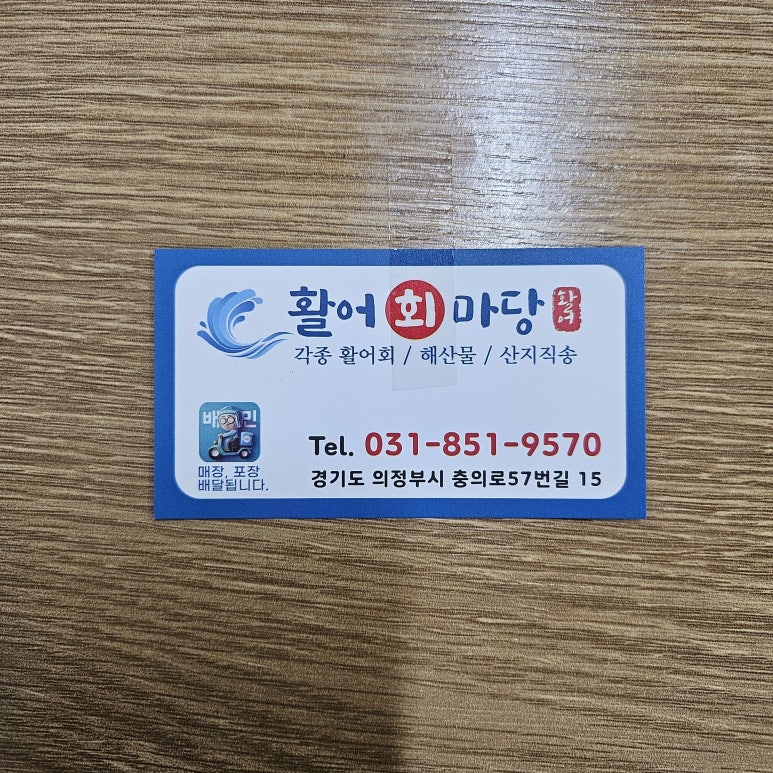 활어회마당 활어
각종 활어회 / 해산물 / 산지직송
매장, 포장
배달됩니다.
Tel. 031-851-9570
경기도 의정부시 충의로57번길 15